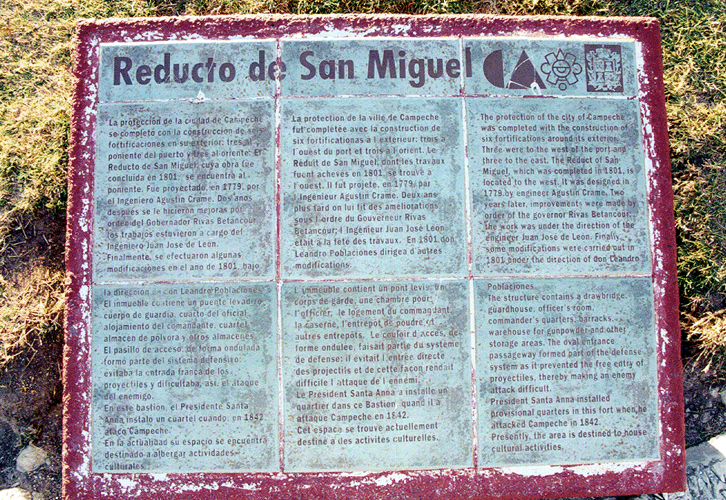 Reducto de San Miguel
La protección de la ciudad de Campeche
se completó con la construcción de seis
fortificaciones en su exterior: tres al
poniente del puerto y tres al oriente. El
Reducto de San Miguel, cuya obra fue
concluida en 1801, se encuentra al
poniente. Fue proyectado, en 1779, por
el Ingeniero Agustín Crame. Dos años
después se le hicieron mejoras por
orden del Gobernador Rivas Betancour,
los trabajos estuvieron a cargo del
Ingeniero Juan José de León.
Finalmente, se efectuaron algunas
modificaciones en el año de 1801, bajo
la dirección de don Leandro Poblaciones.
El inmueble contiene un puente levadizo,
cuerpo de guardia, cuarto del oficial,
alojamiento del comandante, cuartel,
almacén de pólvora y otros almacenes.
El pasillo de acceso, de forma ondulada,
formó parte del sistema defensivo:
evitaba la entrada franca de los
proyectiles y dificultaba, así, el ataque
del enemigo.
En este bastión, el Presidente Santa
Anna instaló un cuartel cuando, en 1842,
atacó Campeche.
En la actualidad su espacio se encuentra
destinado a albergar actividades
culturales.
La protection de la ville de Campeche
fut complétée avec la construction de
six fortifications à l'extérieur: trois à
l'ouest du port et trois à l'orient. Le
Réduit de San Miguel, dont les travaux
fuent achevés en 1801, se trouve à
l'ouest. Il fut projeté, en 1779, par
l'Ingénieur Agustín Crame. Deux ans
plus tard on lui fit des améliorations
sous l'ordre du Gouverneur Rivas
Betancour; l'Ingénieur Juan José León
était à la tête des travaux. En 1801 don
Leandro Poblaciones dirigea d'autres
modifications.
L'immeuble contient un pont levis, un
corps de garde, une chambre pour
l'officier, le logement du commandant,
la caserne, l'entrepôt de poudre et
autres entrepôts. Le couloir d'accès, de
forme ondulée, faisait partie du système
de défense: il évitait l'entrée directe
des projectils et de cette façon rendait
difficile l'attaque de l'ennemi.
Le Président Santa Anna a installé un
quartier dans ce Bastion, quand il a
attaqué Campeche en 1842.
Cet espace se trouve actuellement
destiné à des activités culturelles.
The protection of the city of Campeche
was completed with the construction of
six fortifications around its exterior.
Three were to the west of the port and
three to the east. The Reduct of San
Miguel, which was completed in 1801, is
located to the west. It was designed in
1779 by engineer Agustín Crame. Two
years later, improvements were made by
order of the governor Rivas Betancour;
the work was under the direction of the
engineer Juan José de León. Finally,
some modifications were carried out in
1801 under the direction of don Leandro
Poblaciones.
The structure contains a drawbridge,
guardhouse, officer's room,
commander's quarters, barracks,
warehouse for gunpowder and other
storage areas. The oval entrance
passageway formed part of the defense
system as it prevented the free entry of
proyectiles, thereby making an enemy
attack difficult.
President Santa Anna installed
provisional quarters in this fort when he
attacked Campeche in 1842.
Presently, the area is destined to house
cultural activities.